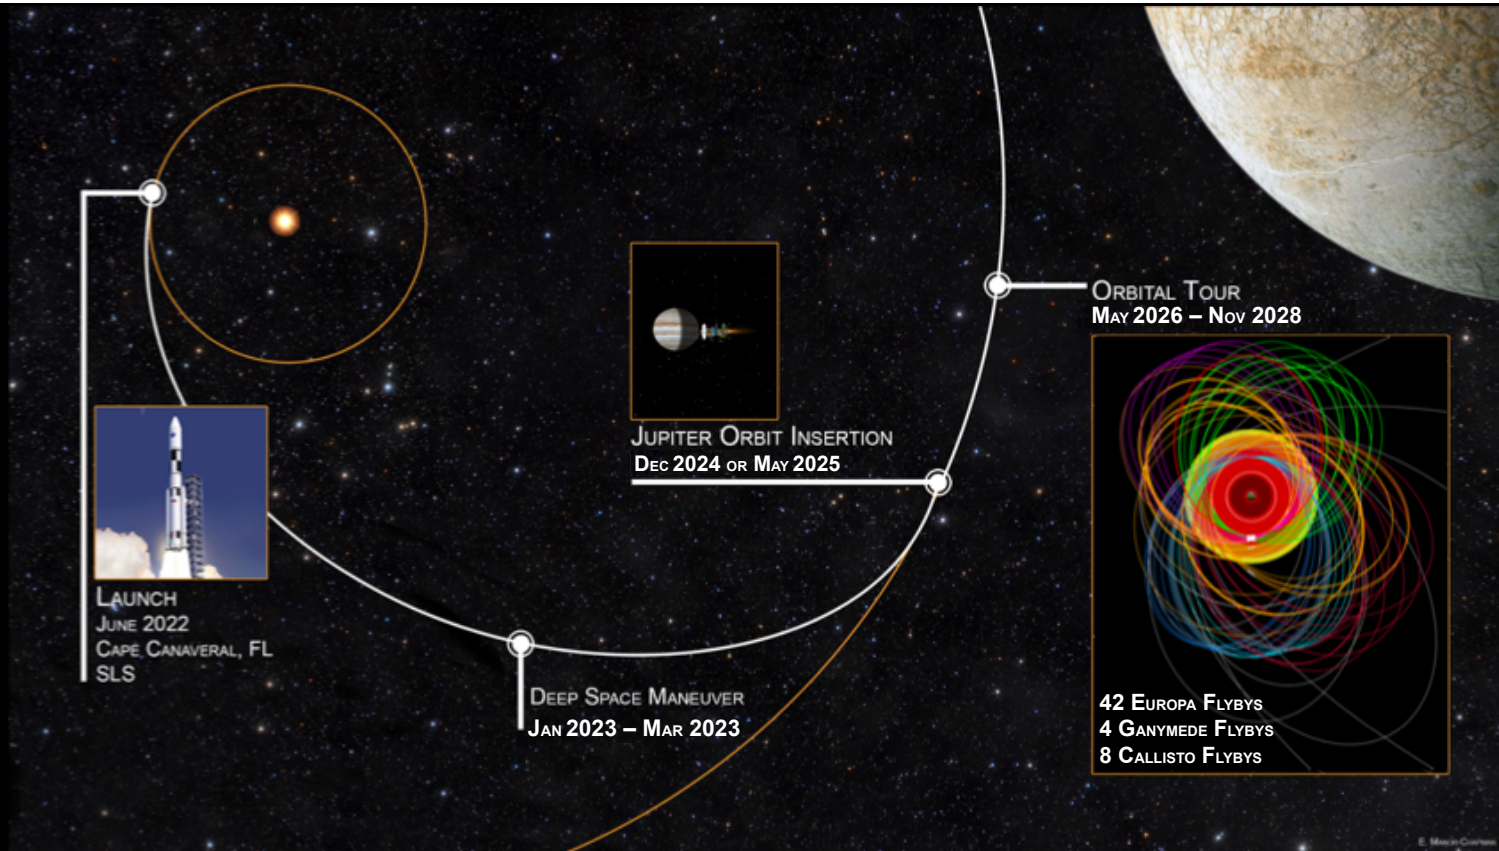 Launch
June 2022
Cape Canaveral, FL
SLS
Deep Space Maneuver
Jan 2023 – Mar 2023
Jupiter Orbit Insertion
Dec 2024 or May 2025
Orbital Tour
May 2026 – Nov 2028
42 Europa Flybys
4 Ganymede Flybys
8 Callisto Flybys